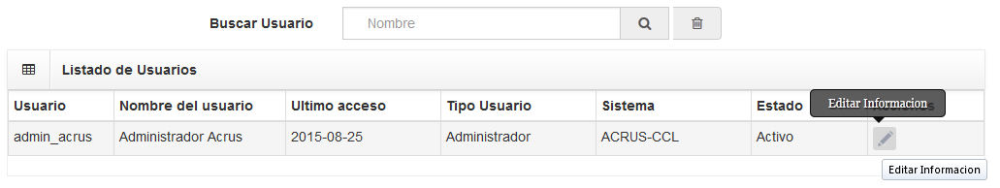 Buscar Usuario Nombre
Listado de Usuarios
Usuario Nombre del usuario Ultimo acceso Tipo Usuario Sistema Estado
Editar Informacion
admin_acrus Administrador Acrus 2015-08-25 Administrador ACRUS-CCL Activo
Editar Informacion